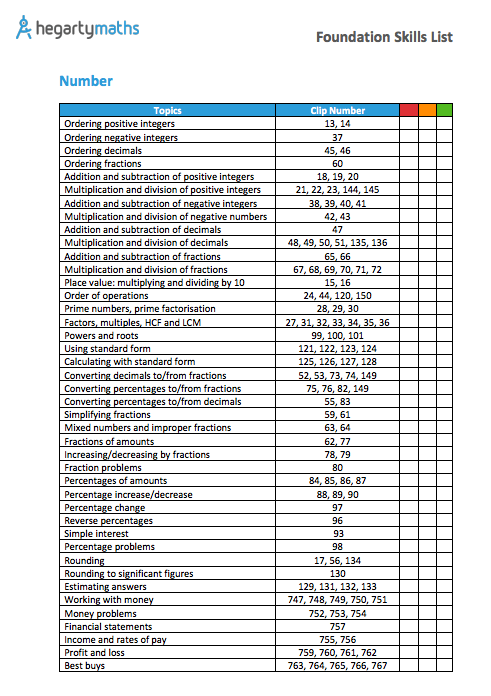 hegartymaths
Foundation Skills List
Number
Topics Clip Number
Ordering positive integers 13, 14
Ordering negative integers 37
Ordering decimals 45, 46
Ordering fractions 60
Addition and subtraction of positive integers 18, 19, 20
Multiplication and division of positive integers 21, 22, 23, 144, 145
Addition and subtraction of negative integers 38, 39, 40, 41
Multiplication and division of negative numbers 42, 43
Addition and subtraction of decimals 47
Multiplication and division of decimals 48, 49, 50, 51, 135, 136
Addition and subtraction of fractions 65, 66
Multiplication and division of fractions 67, 68, 69, 70, 71, 72
Place value: multiplying and dividing by 10 15, 16
Order of operations 24, 44, 120, 150
Prime numbers, prime factorisation 28, 29, 30
Factors, multiples, HCF and LCM 27, 31, 32, 33, 34, 35, 36
Powers and roots 99, 100, 101
Using standard form 121, 122, 123, 124
Calculating with standard form 125, 126, 127, 128
Converting decimals to/from fractions 52, 53, 73, 74, 149
Converting percentages to/from fractions 75, 76, 82, 149
Converting percentages to/from decimals 55, 83
Simplifying fractions 59, 61
Mixed numbers and improper fractions 63, 64
Fractions of amounts 62, 77
Increasing/decreasing by fractions 78, 79
Fraction problems 80
Percentages of amounts 84, 85, 86, 87
Percentage increase/decrease 88, 89, 90
Percentage change 97
Reverse percentages 96
Simple interest 93
Percentage problems 98
Rounding 17, 56, 134
Rounding to significant figures 130
Estimating answers 129, 131, 132, 133
Working with money 747, 748, 749, 750, 751
Money problems 752, 753, 754
Financial statements 757
Income and rates of pay 755, 756
Profit and loss 759, 760, 761, 762
Best buys 763, 764, 765, 766, 767